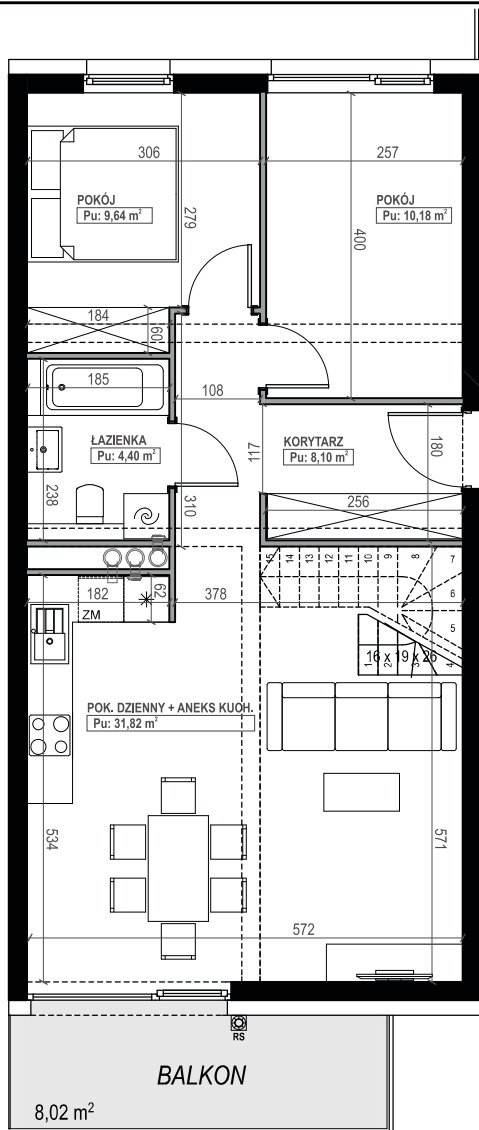 306
257
POKÓJ
Pu: 9,64 m²
POKÓJ
Pu: 10,18 m²
279
400
184
60
185
108
ŁAZIENKA
Pu: 4,40 m²
KORYTARZ
Pu: 8,10 m²
117
180
238
310
256
15
14
13
12
11
10
9
8
7
6
5
4
3
2
1
16 x 19 x 26
182
62
378
ZM
POK. DZIENNY + ANEKS KUCH.
Pu: 31,82 m²
534
571
572
RS
BALKON
8,02 m²